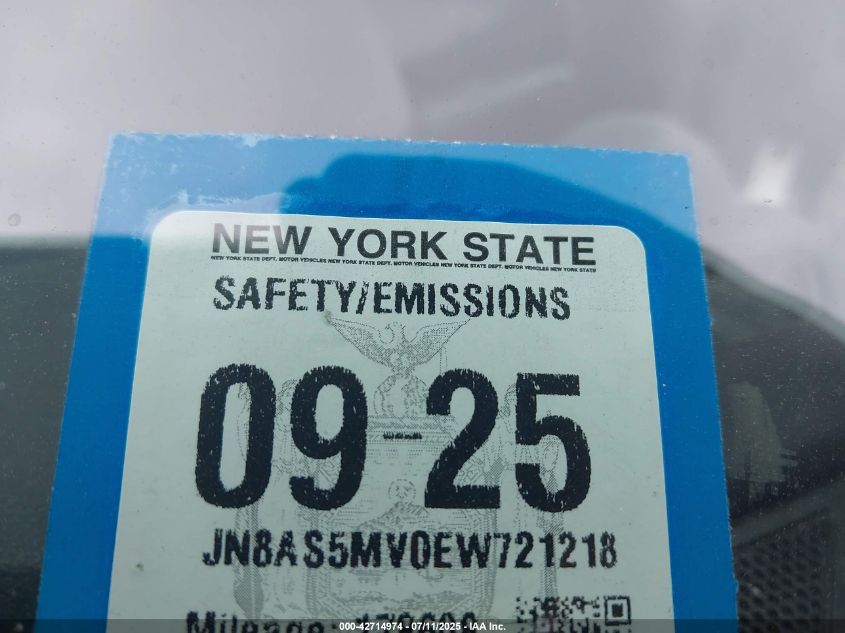 NEW YORK STATE
NEW YORK STATE DEPT. MOTOR VEHICLES NEW YORK STATE DEPT. MOTOR VEHICLES NEW YORK STATE DEPT. MOTOR VEHICLES NEW YORK STATE
SAFETY/EMISSIONS
09-25
JN8AS5MV0EW721218
Mileage:
000-42714974 - 07/11/2025 - IAA Inc.